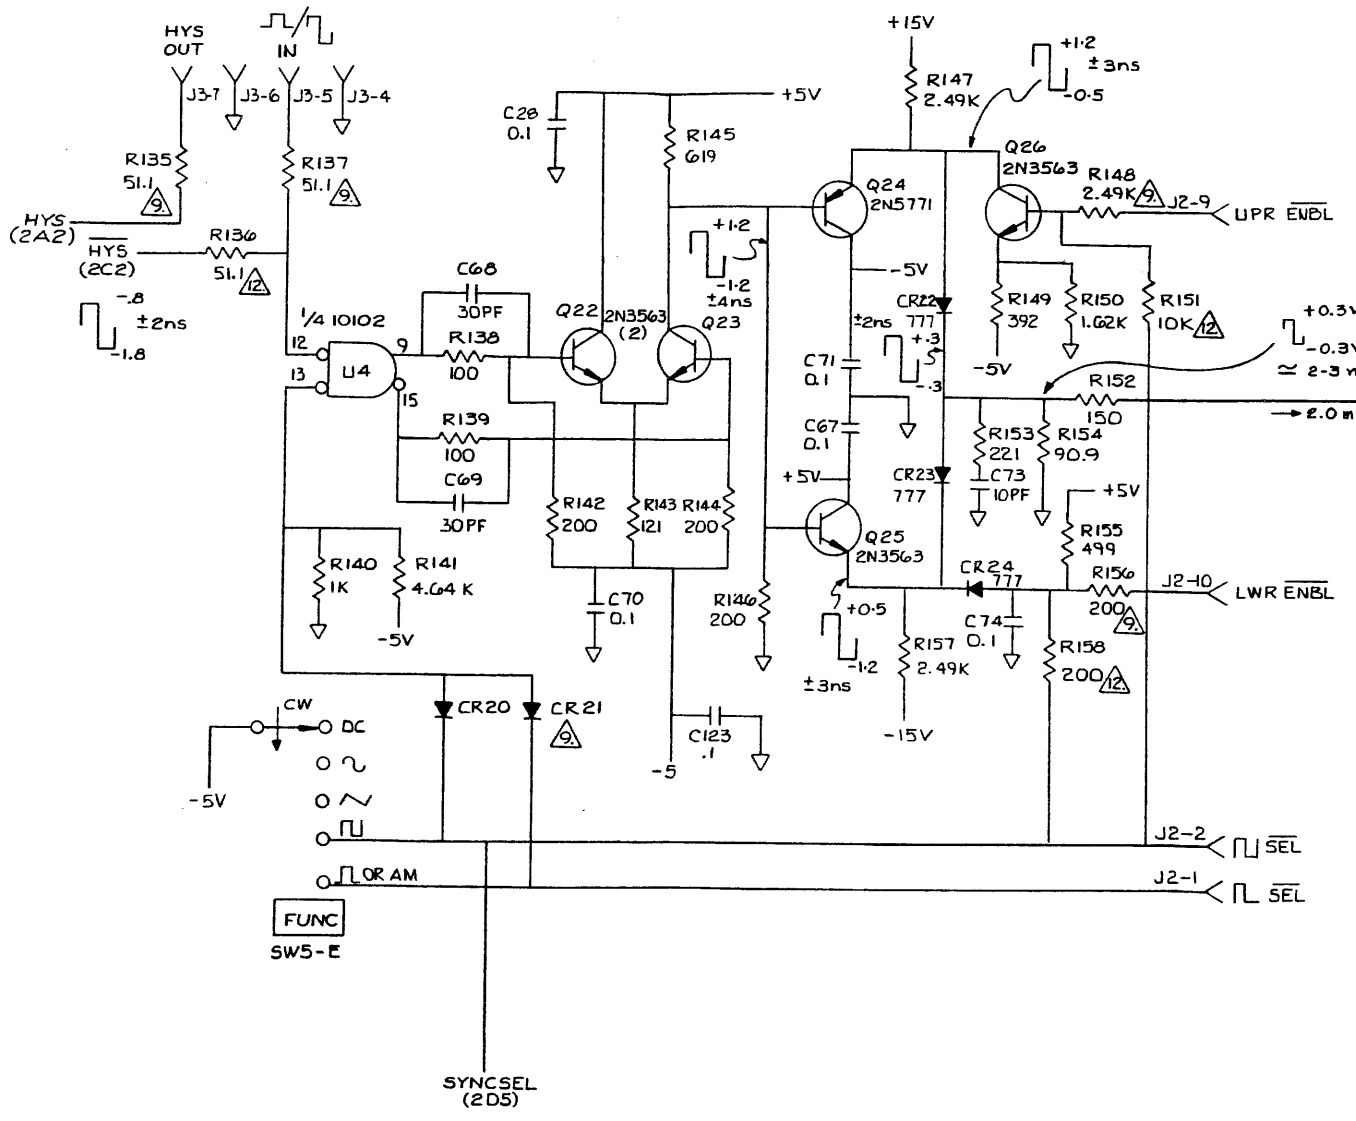 HYS
OUT
IN
J3-7
J3-6
J3-5
J3-4
R135
51.1
9.
R137
51.1
9.
HYS
(2A2)
HYS
(2C2)
R136
51.1
12.
-.8
±2ns
-1.8
1/4 10102
12
13
U4
9
15
C68
30PF
R138
100
R139
100
C69
30PF
C28
0.1
+5V
R145
619
Q22
2N3563
(2)
Q23
+1.2
-1.2
±4ns
R142
200
R143
121
R144
200
R140
1K
R141
4.64 K
-5V
C70
0.1
R146
200
C123
.1
-5
+15V
R147
2.49K
+1.2
±3ns
-0.5
Q24
2N5771
Q26
2N3563
R148
2.49K
9.
J2-9
UPR ENBL
-5V
CR22
777
±2ns
+.3
-.3
C71
0.1
C67
0.1
+5V
R149
392
-5V
R150
1.62K
R151
10K
12.
+0.3V
-0.3V
≃ 2-3 n
R152
150
→ 2.0 m
R153
221
R154
90.9
C73
10PF
CR23
777
Q25
2N3563
+5V
R155
499
CR24
777
R156
200
9.
J2-10
LWR ENBL
+0.5
-1.2
±3ns
C74
0.1
R157
2.49K
-15V
R158
200
12.
CW
DC
-5V
CR20
CR21
9.
J2-2
SEL
OR AM
J2-1
SEL
FUNC
SW5-E
SYNCSEL
(2D5)